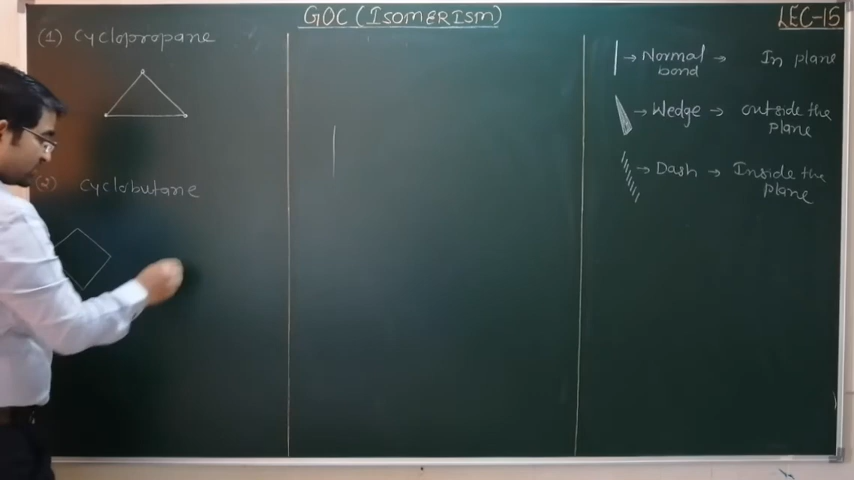 GOC (ISOMERISM)
LEC-15
(1) Cyclopropane
(2) Cyclobutane
→ Normal bond → In plane
→ Wedge → outside the plane
→ Dash → Inside the plane